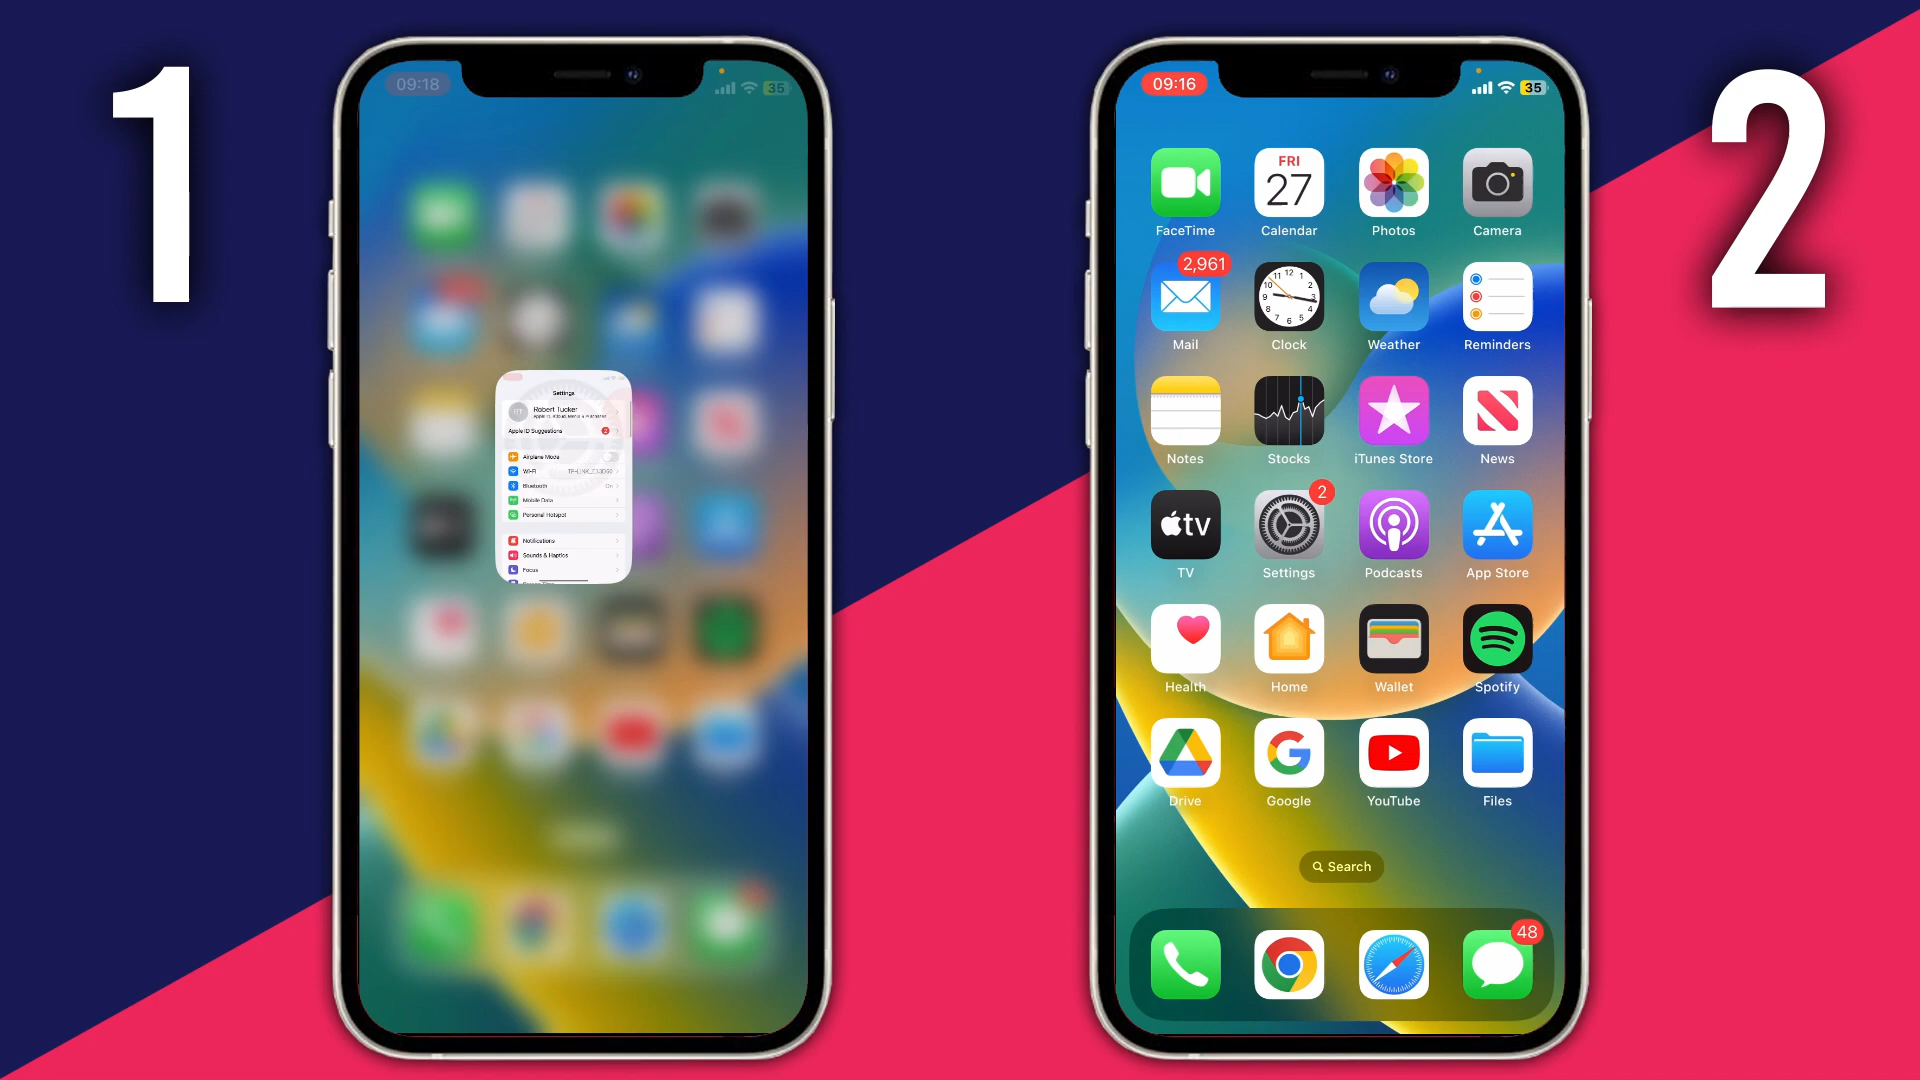 1
09:18
35
Settings
Robert Tucker
Apple ID Suggestions
2
Airplane Mode
Wi-Fi
Bluetooth
On
Mobile Data
Personal Hotspot
Notifications
Sounds & Haptics
Focus
2
09:16
35
FRI
27
FaceTime
Calendar
Photos
Camera
2,961
Mail
Clock
Weather
Reminders
Notes
Stocks
iTunes Store
News
tv
2
TV
Settings
Podcasts
App Store
Health
Home
Wallet
Spotify
Drive
Google
YouTube
Files
Search
48